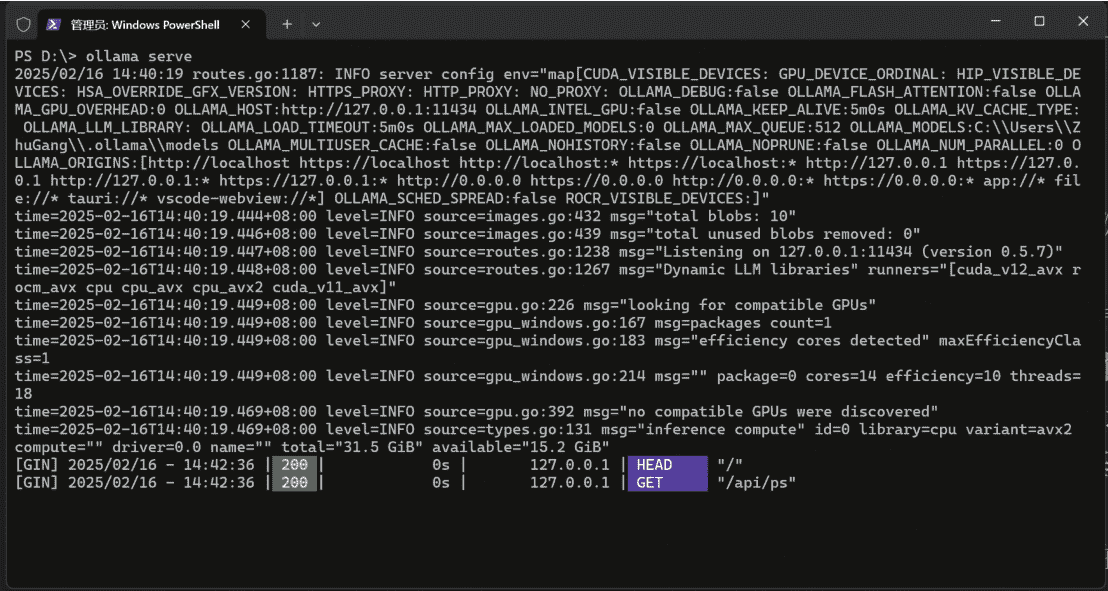 管理员: Windows PowerShell
PS D:\> ollama serve
2025/02/16 14:40:19 routes.go:1187: INFO server config env="map[CUDA_VISIBLE_DEVICES: GPU_DEVICE_ORDINAL: HIP_VISIBLE_DE
VICES: HSA_OVERRIDE_GFX_VERSION: HTTPS_PROXY: HTTP_PROXY: NO_PROXY: OLLAMA_DEBUG:false OLLAMA_FLASH_ATTENTION:false OLLA
MA_GPU_OVERHEAD:0 OLLAMA_HOST:http://127.0.0.1:11434 OLLAMA_INTEL_GPU:false OLLAMA_KEEP_ALIVE:5m0s OLLAMA_KV_CACHE_TYPE:
 OLLAMA_LLM_LIBRARY: OLLAMA_LOAD_TIMEOUT:5m0s OLLAMA_MAX_LOADED_MODELS:0 OLLAMA_MAX_QUEUE:512 OLLAMA_MODELS:C:\\Users\\Z
huGang\\.ollama\\models OLLAMA_MULTIUSER_CACHE:false OLLAMA_NOHISTORY:false OLLAMA_NOPRUNE:false OLLAMA_NUM_PARALLEL:0 O
LLAMA_ORIGINS:[http://localhost https://localhost http://localhost:* https://localhost:* http://127.0.0.1 https://127.0.
0.1 http://127.0.0.1:* https://127.0.0.1:* http://0.0.0.0 https://0.0.0.0 http://0.0.0.0:* https://0.0.0.0:* app://* fil
e://* tauri://* vscode-webview://*] OLLAMA_SCHED_SPREAD:false ROCR_VISIBLE_DEVICES:]"
time=2025-02-16T14:40:19.444+08:00 level=INFO source=images.go:432 msg="total blobs: 10"
time=2025-02-16T14:40:19.446+08:00 level=INFO source=images.go:439 msg="total unused blobs removed: 0"
time=2025-02-16T14:40:19.447+08:00 level=INFO source=routes.go:1238 msg="Listening on 127.0.0.1:11434 (version 0.5.7)"
time=2025-02-16T14:40:19.448+08:00 level=INFO source=routes.go:1267 msg="Dynamic LLM libraries" runners="[cuda_v12_avx r
ocm_avx cpu cpu_avx cpu_avx2 cuda_v11_avx]"
time=2025-02-16T14:40:19.449+08:00 level=INFO source=gpu.go:226 msg="looking for compatible GPUs"
time=2025-02-16T14:40:19.449+08:00 level=INFO source=gpu_windows.go:167 msg=packages count=1
time=2025-02-16T14:40:19.449+08:00 level=INFO source=gpu_windows.go:183 msg="efficiency cores detected" maxEfficiencyCla
ss=1
time=2025-02-16T14:40:19.449+08:00 level=INFO source=gpu_windows.go:214 msg="" package=0 cores=14 efficiency=10 threads=
18
time=2025-02-16T14:40:19.469+08:00 level=INFO source=gpu.go:392 msg="no compatible GPUs were discovered"
time=2025-02-16T14:40:19.469+08:00 level=INFO source=types.go:131 msg="inference compute" id=0 library=cpu variant=avx2
compute="" driver=0.0 name="" total="31.5 GiB" available="15.2 GiB"
[GIN] 2025/02/16 - 14:42:36 | 200 |            0s |       127.0.0.1 | HEAD     "/"
[GIN] 2025/02/16 - 14:42:36 | 200 |            0s |       127.0.0.1 | GET      "/api/ps"